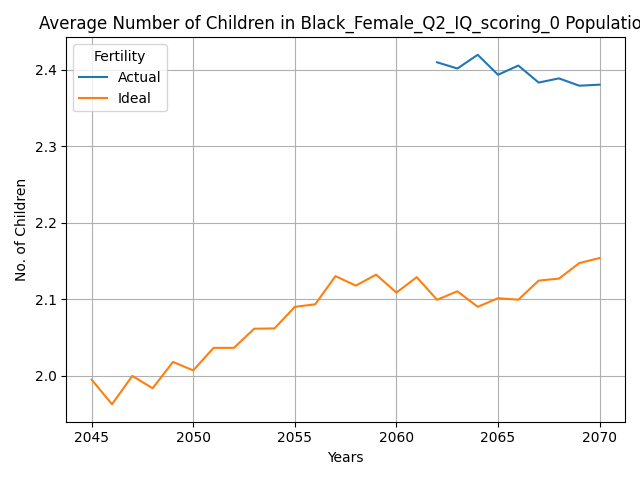 Average Number of Children in Black_Female_Q2_IQ_scoring_0 Populatio
Fertility
Actual
Ideal
No. of Children
2.4
2.3
2.2
2.1
2.0
2045 2050 2055 2060 2065 2070
Years